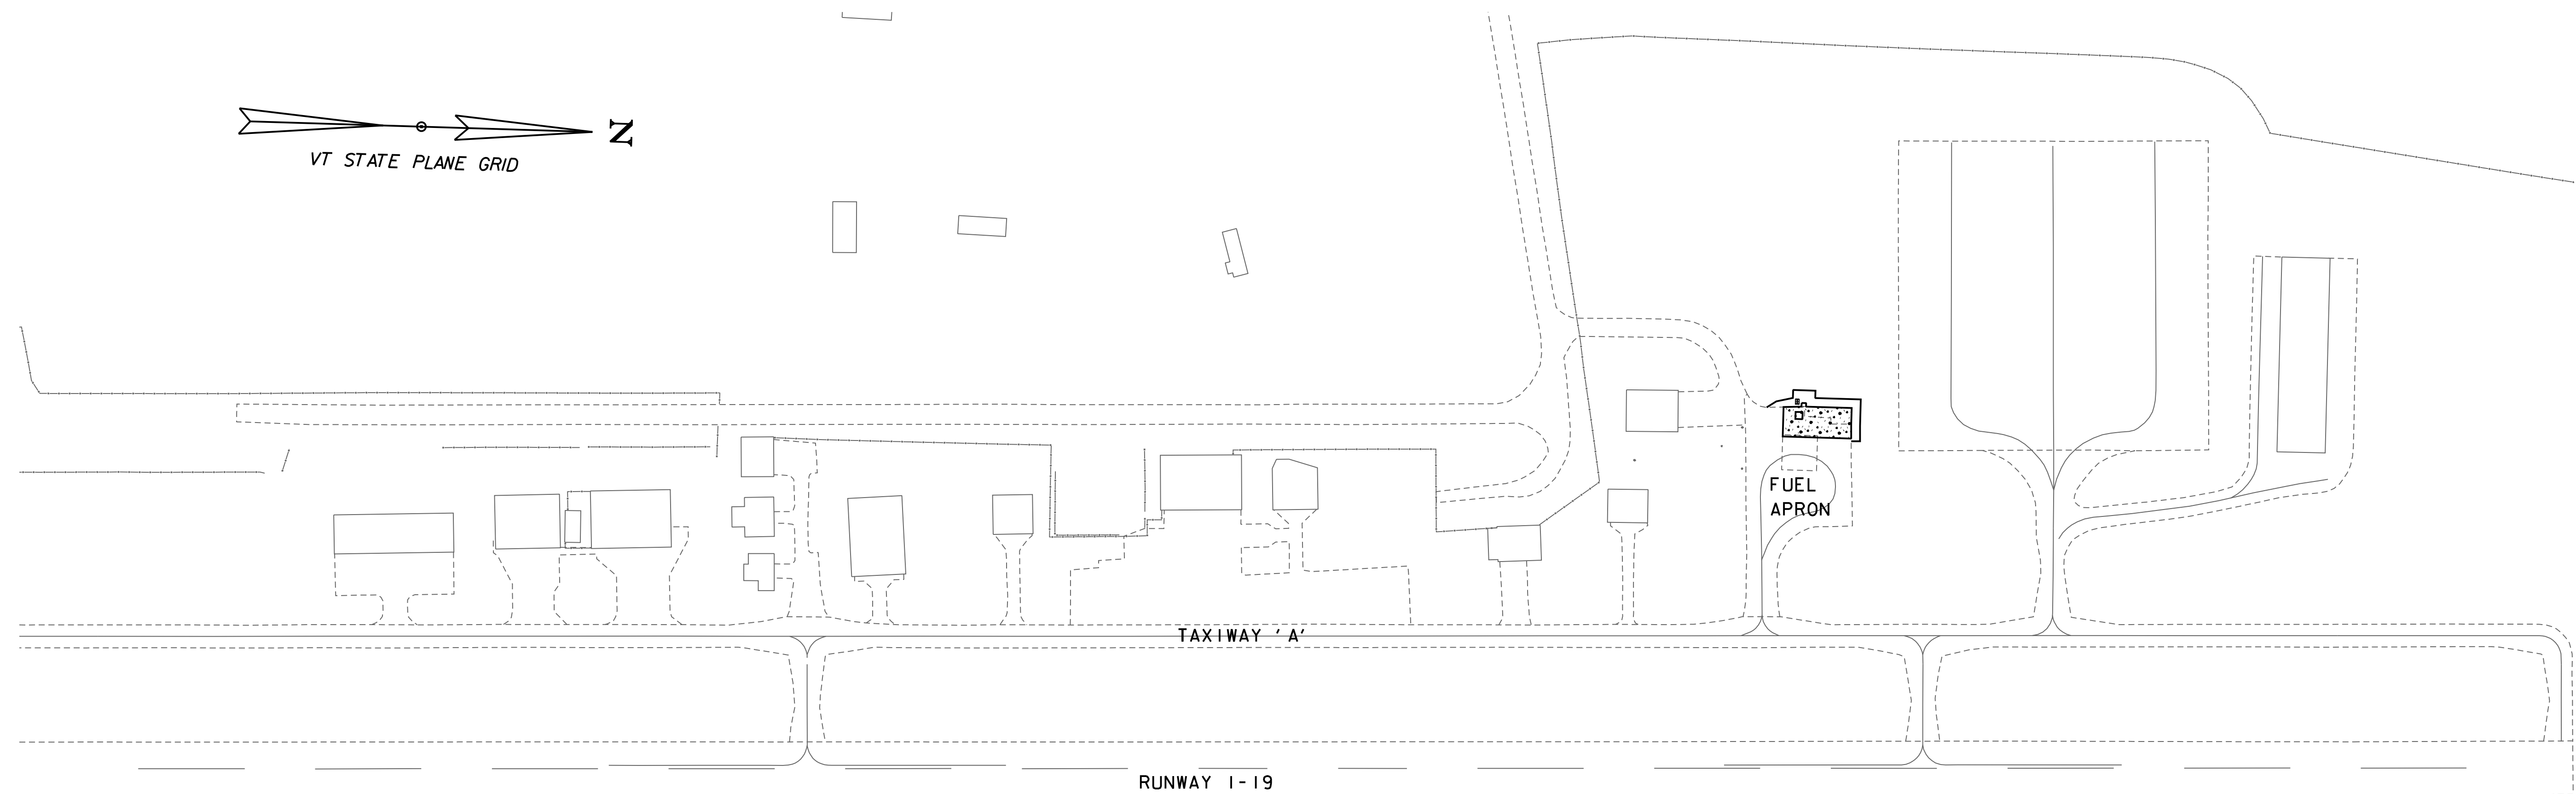 N
VT STATE PLANE GRID
FUEL
APRON
TAXIWAY 'A'
RUNWAY 1-19